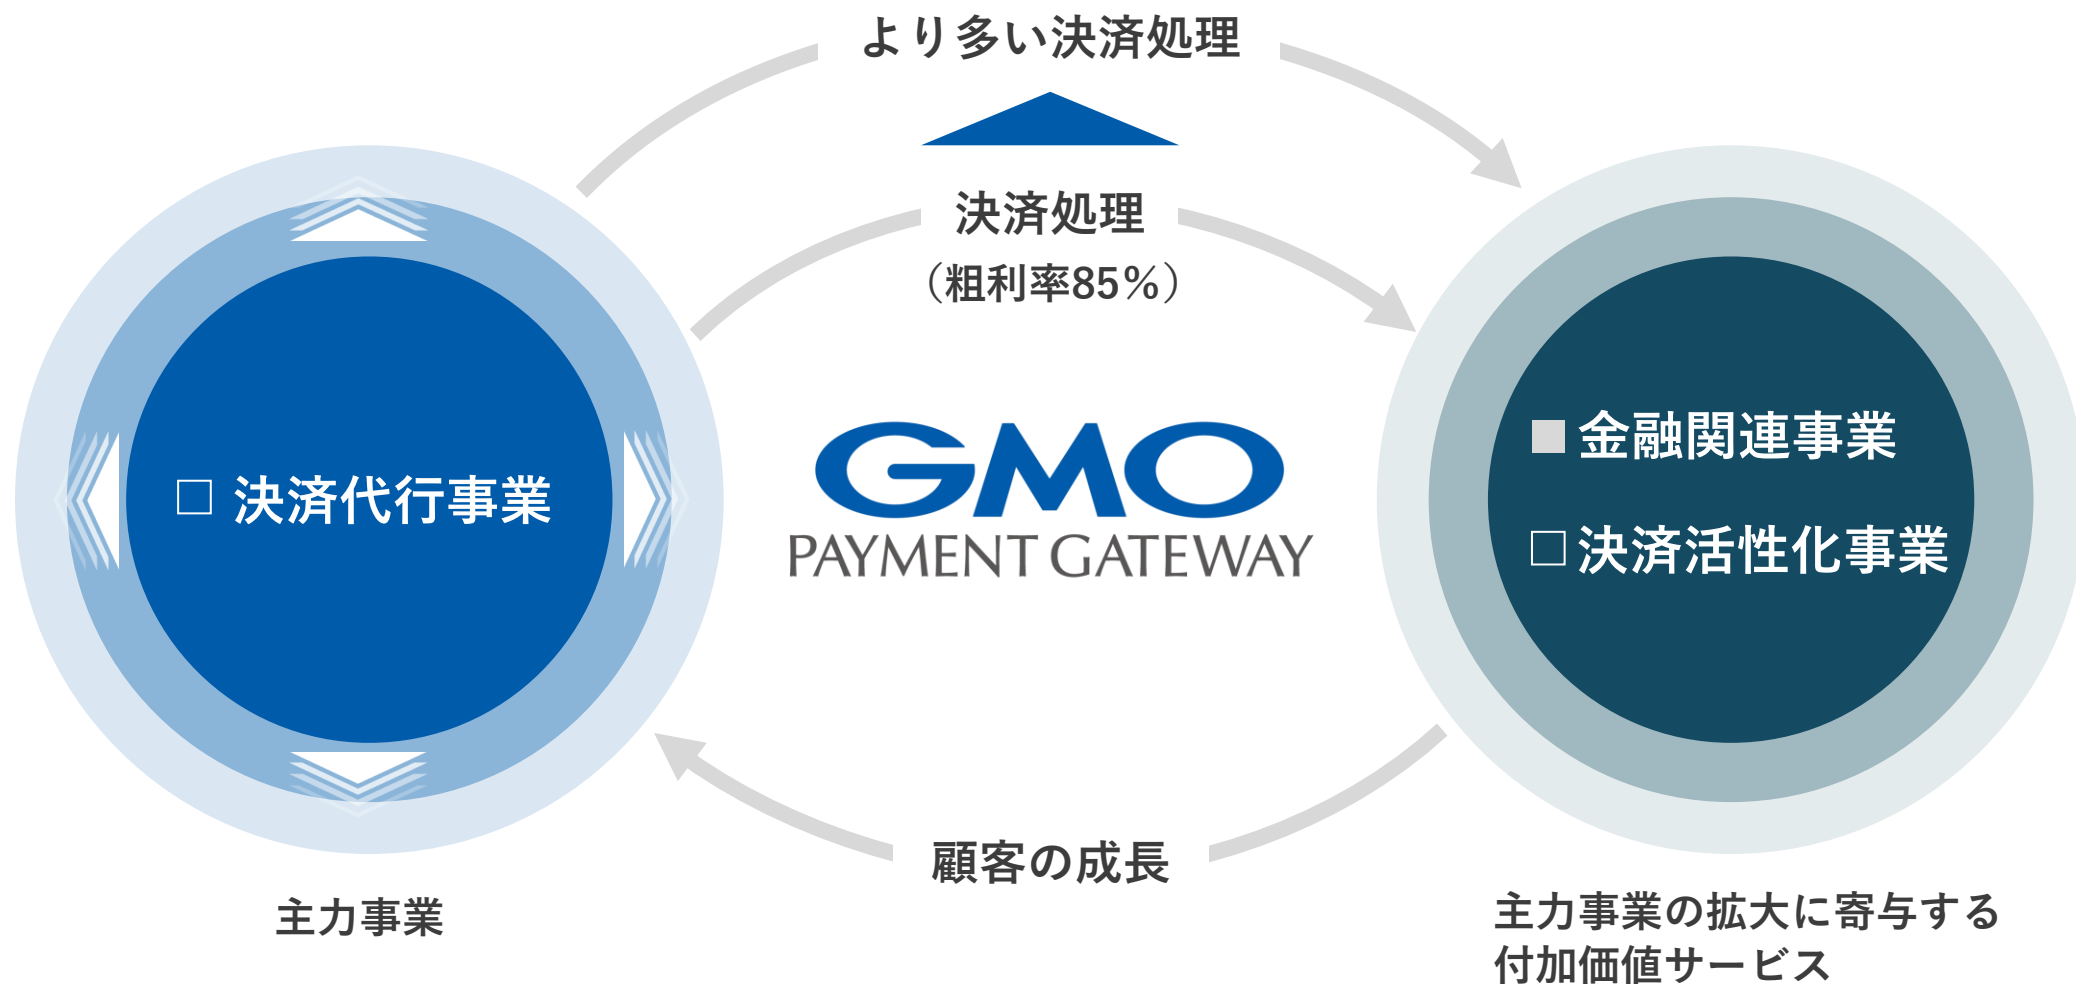 より多い決済処理
決済処理
（粗利率85％）
□ 決済代行事業
GMO
PAYMENT GATEWAY
■ 金融関連事業
□ 決済活性化事業
顧客の成長
主力事業
主力事業の拡大に寄与する
付加価値サービス